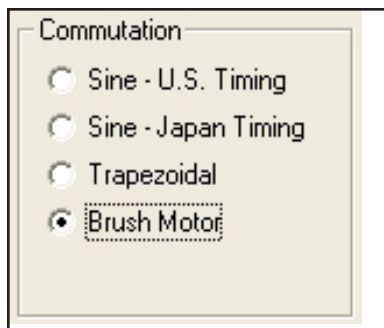 Commutation
Sine - U.S. Timing
Sine - Japan Timing
Trapezoidal
Brush Motor